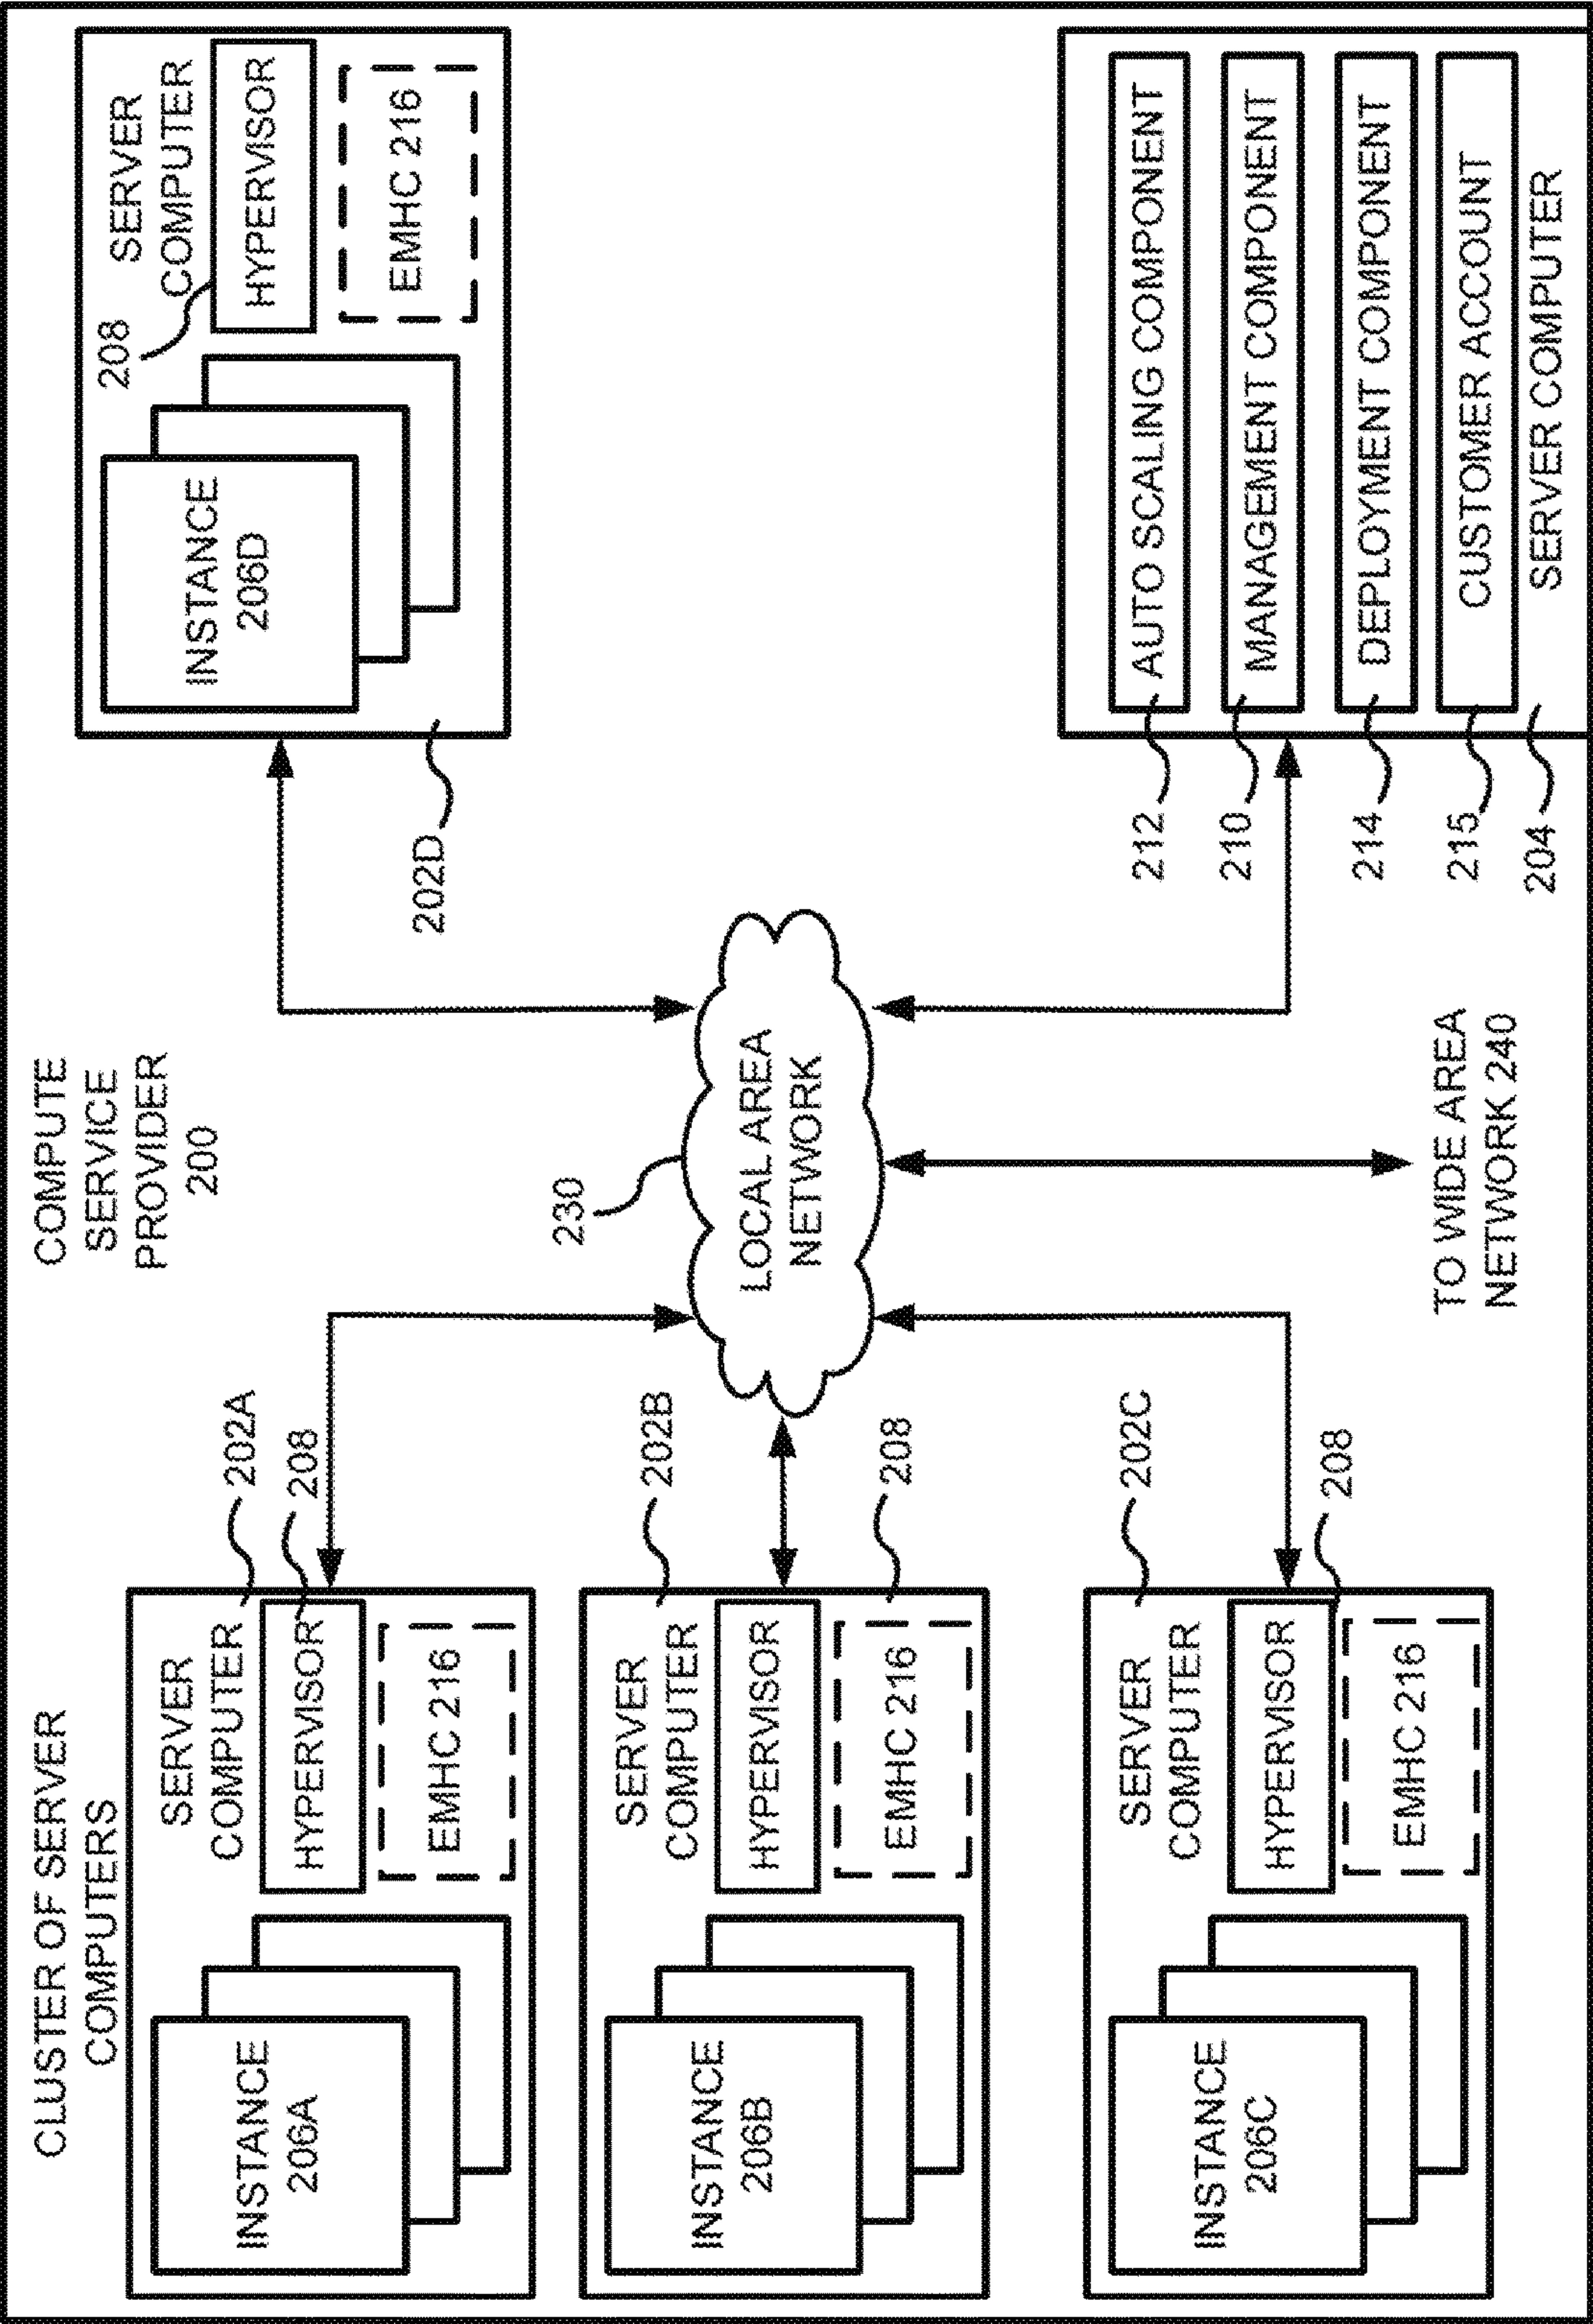 CLUSTER OF SERVER
COMPUTERS
COMPUTE
SERVICE
PROVIDER
200
SERVER
COMPUTER
HYPERVISOR
EMHC 216
INSTANCE
206A
202A
208
SERVER
COMPUTER
HYPERVISOR
EMHC 216
INSTANCE
206B
202B
208
SERVER
COMPUTER
HYPERVISOR
EMHC 216
INSTANCE
206C
202C
208
230
LOCAL AREA
NETWORK
TO WIDE AREA
NETWORK 240
208
SERVER
COMPUTER
HYPERVISOR
EMHC 216
INSTANCE
206D
202D
212
AUTO SCALING COMPONENT
210
MANAGEMENT COMPONENT
214
DEPLOYMENT COMPONENT
215
CUSTOMER ACCOUNT
204
SERVER COMPUTER